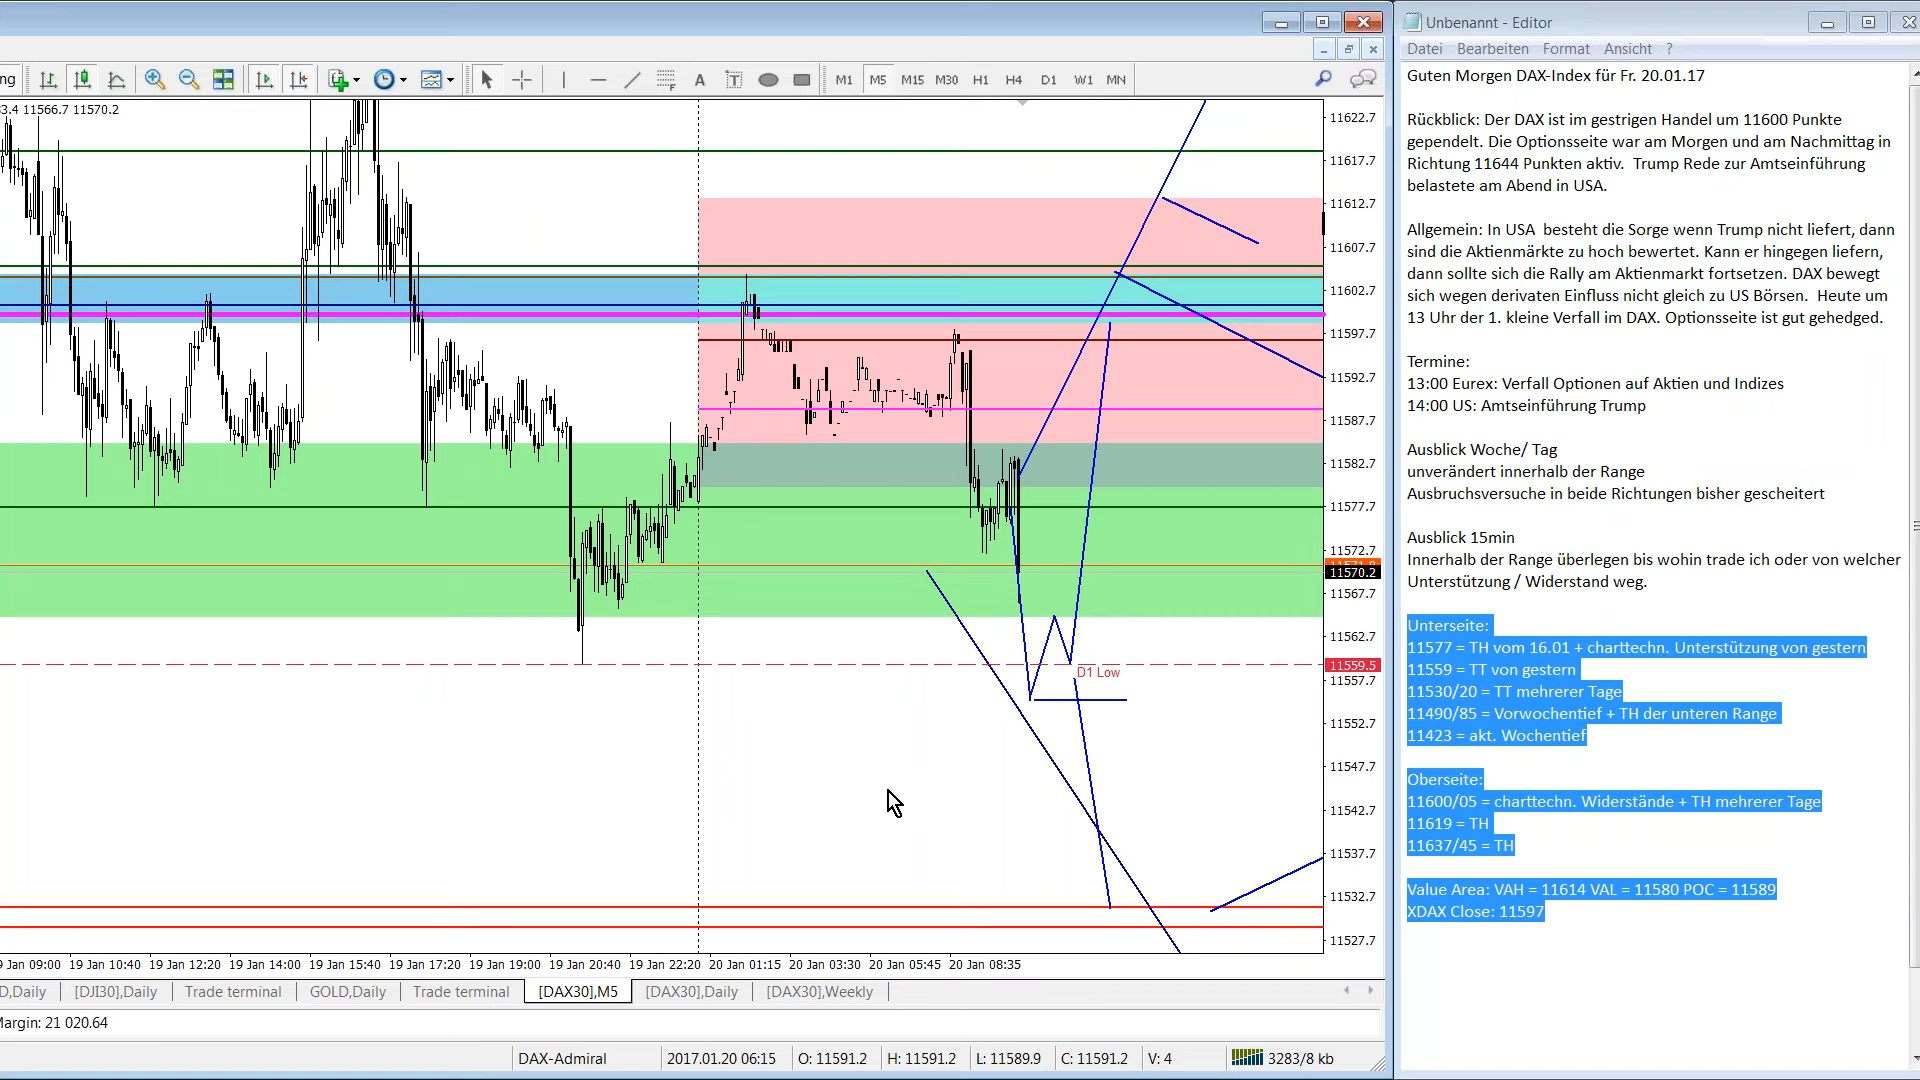 Unbenannt - Editor
ng
M1 M5 M15 M30 H1 H4 D1 W1 MN
Datei Bearbeiten Format Ansicht ?
33.4 11566.7 11570.2
11622.7
11617.7
11612.7
11607.7
11602.7
11597.7
11592.7
11587.7
11582.7
11577.7
11572.7
11570.2
11567.7
11562.7
11559.5
11557.7
11552.7
11547.7
11542.7
11537.7
11532.7
11527.7
D1 Low
9 Jan 09:00 19 Jan 10:40 19 Jan 12:20 19 Jan 14:00 19 Jan 15:40 19 Jan 17:20 19 Jan 19:00 19 Jan 20:40 19 Jan 22:20 20 Jan 01:15 20 Jan 03:30 20 Jan 05:45 20 Jan 08:35
D,Daily [DJI30],Daily Trade terminal GOLD,Daily Trade terminal [DAX30],M5 [DAX30],Daily [DAX30],Weekly
Margin: 21 020.64
DAX-Admiral 2017.01.20 06:15 O: 11591.2 H: 11591.2 L: 11589.9 C: 11591.2 V: 4 3283/8 kb
Guten Morgen DAX-Index für Fr. 20.01.17
Rückblick: Der DAX ist im gestrigen Handel um 11600 Punkte
gependelt. Die Optionsseite war am Morgen und am Nachmittag in
Richtung 11644 Punkten aktiv. Trump Rede zur Amtseinführung
belastete am Abend in USA.
Allgemein: In USA besteht die Sorge wenn Trump nicht liefert, dann
sind die Aktienmärkte zu hoch bewertet. Kann er hingegen liefern,
dann sollte sich die Rally am Aktienmarkt fortsetzen. DAX bewegt
sich wegen derivaten Einfluss nicht gleich zu US Börsen. Heute um
13 Uhr der 1. kleine Verfall im DAX. Optionsseite ist gut gehedged.
Termine:
13:00 Eurex: Verfall Optionen auf Aktien und Indizes
14:00 US: Amtseinführung Trump
Ausblick Woche/ Tag
unverändert innerhalb der Range
Ausbruchsversuche in beide Richtungen bisher gescheitert
Ausblick 15min
Innerhalb der Range überlegen bis wohin trade ich oder von welcher
Unterstützung / Widerstand weg.
Unterseite:
11577 = TH vom 16.01 + charttechn. Unterstützung von gestern
11559 = TT von gestern
11530/20 = TT mehrerer Tage
11490/85 = Vorwochentief + TH der unteren Range
11423 = akt. Wochentief
Oberseite:
11600/05 = charttechn. Widerstände + TH mehrerer Tage
11619 = TH
11637/45 = TH
Value Area: VAH = 11614 VAL = 11580 POC = 11589
XDAX Close: 11597